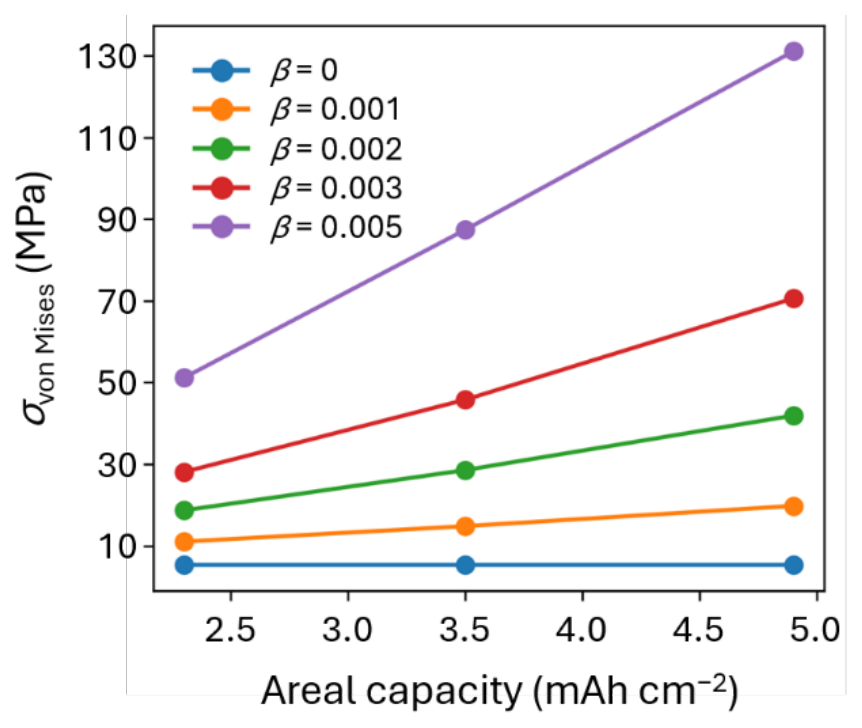 130
110
90
70
50
30
10
β = 0
β = 0.001
β = 0.002
β = 0.003
β = 0.005
σvon Mises (MPa)
2.5 3.0 3.5 4.0 4.5 5.0
Areal capacity (mAh cm⁻²)